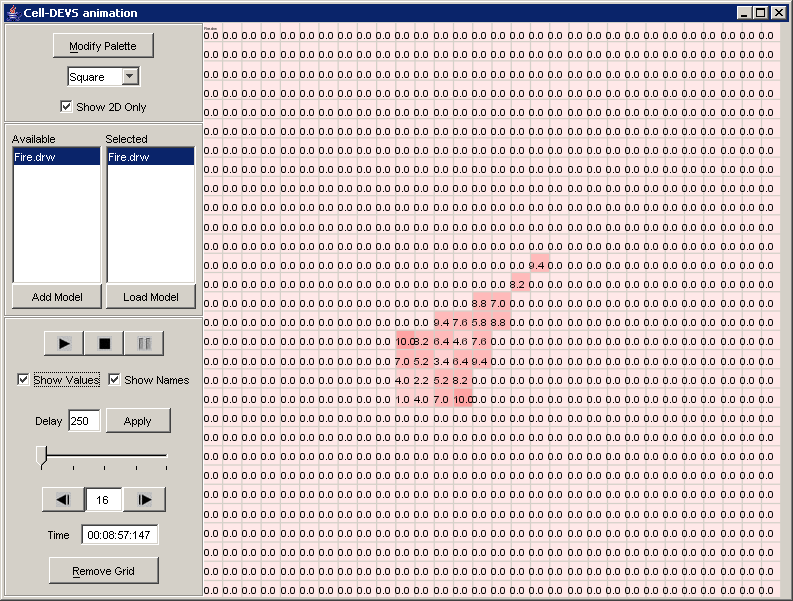 Cell-DEVS animation
Modify Palette
Square
Show 2D Only
Available Selected
Fire.drw Fire.drw
Add Model Load Model
Show Values Show Names
Delay 250 Apply
16
Time 00:08:57:147
Remove Grid
0.0 0.0 0.0 0.0 0.0 0.0 0.0 0.0 0.0 0.0 0.0 0.0 0.0 0.0 0.0 0.0 0.0 0.0 0.0 0.0 0.0 0.0 0.0 0.0 0.0 0.0 0.0 0.0 0.0 0.0
0.0 0.0 0.0 0.0 0.0 0.0 0.0 0.0 0.0 0.0 0.0 0.0 0.0 0.0 0.0 0.0 0.0 0.0 0.0 0.0 0.0 0.0 0.0 0.0 0.0 0.0 0.0 0.0 0.0 0.0
0.0 0.0 0.0 0.0 0.0 0.0 0.0 0.0 0.0 0.0 0.0 0.0 0.0 0.0 0.0 0.0 0.0 0.0 0.0 0.0 0.0 0.0 0.0 0.0 0.0 0.0 0.0 0.0 0.0 0.0
0.0 0.0 0.0 0.0 0.0 0.0 0.0 0.0 0.0 0.0 0.0 0.0 0.0 0.0 0.0 0.0 0.0 0.0 0.0 0.0 0.0 0.0 0.0 0.0 0.0 0.0 0.0 0.0 0.0 0.0
0.0 0.0 0.0 0.0 0.0 0.0 0.0 0.0 0.0 0.0 0.0 0.0 0.0 0.0 0.0 0.0 0.0 0.0 0.0 0.0 0.0 0.0 0.0 0.0 0.0 0.0 0.0 0.0 0.0 0.0
0.0 0.0 0.0 0.0 0.0 0.0 0.0 0.0 0.0 0.0 0.0 0.0 0.0 0.0 0.0 0.0 0.0 0.0 0.0 0.0 0.0 0.0 0.0 0.0 0.0 0.0 0.0 0.0 0.0 0.0
0.0 0.0 0.0 0.0 0.0 0.0 0.0 0.0 0.0 0.0 0.0 0.0 0.0 0.0 0.0 0.0 0.0 0.0 0.0 0.0 0.0 0.0 0.0 0.0 0.0 0.0 0.0 0.0 0.0 0.0
0.0 0.0 0.0 0.0 0.0 0.0 0.0 0.0 0.0 0.0 0.0 0.0 0.0 0.0 0.0 0.0 0.0 0.0 0.0 0.0 0.0 0.0 0.0 0.0 0.0 0.0 0.0 0.0 0.0 0.0
0.0 0.0 0.0 0.0 0.0 0.0 0.0 0.0 0.0 0.0 0.0 0.0 0.0 0.0 0.0 0.0 0.0 0.0 0.0 0.0 0.0 0.0 0.0 0.0 0.0 0.0 0.0 0.0 0.0 0.0
0.0 0.0 0.0 0.0 0.0 0.0 0.0 0.0 0.0 0.0 0.0 0.0 0.0 0.0 0.0 0.0 0.0 0.0 0.0 0.0 0.0 0.0 0.0 0.0 0.0 0.0 0.0 0.0 0.0 0.0
0.0 0.0 0.0 0.0 0.0 0.0 0.0 0.0 0.0 0.0 0.0 0.0 0.0 0.0 0.0 0.0 0.0 0.0 0.0 0.0 0.0 0.0 0.0 0.0 0.0 0.0 0.0 0.0 0.0 0.0
0.0 0.0 0.0 0.0 0.0 0.0 0.0 0.0 0.0 0.0 0.0 0.0 0.0 0.0 0.0 0.0 0.0 0.0 0.0 0.0 0.0 0.0 0.0 0.0 0.0 0.0 0.0 0.0 0.0 0.0
0.0 0.0 0.0 0.0 0.0 0.0 0.0 0.0 0.0 0.0 0.0 0.0 0.0 0.0 0.0 0.0 0.0 9.4 0.0 0.0 0.0 0.0 0.0 0.0 0.0 0.0 0.0 0.0 0.0 0.0
0.0 0.0 0.0 0.0 0.0 0.0 0.0 0.0 0.0 0.0 0.0 0.0 0.0 0.0 0.0 0.0 8.2 0.0 0.0 0.0 0.0 0.0 0.0 0.0 0.0 0.0 0.0 0.0 0.0 0.0
0.0 0.0 0.0 0.0 0.0 0.0 0.0 0.0 0.0 0.0 0.0 0.0 0.0 0.0 8.8 7.0 0.0 0.0 0.0 0.0 0.0 0.0 0.0 0.0 0.0 0.0 0.0 0.0 0.0 0.0
0.0 0.0 0.0 0.0 0.0 0.0 0.0 0.0 0.0 0.0 0.0 0.0 9.4 7.6 5.8 8.8 0.0 0.0 0.0 0.0 0.0 0.0 0.0 0.0 0.0 0.0 0.0 0.0 0.0 0.0
0.0 0.0 0.0 0.0 0.0 0.0 0.0 0.0 0.0 0.0 10.0 8.2 6.4 4.6 7.6 0.0 0.0 0.0 0.0 0.0 0.0 0.0 0.0 0.0 0.0 0.0 0.0 0.0 0.0 0.0
0.0 0.0 0.0 0.0 0.0 0.0 0.0 0.0 0.0 0.0 7.0 5.2 3.4 6.4 9.4 0.0 0.0 0.0 0.0 0.0 0.0 0.0 0.0 0.0 0.0 0.0 0.0 0.0 0.0 0.0
0.0 0.0 0.0 0.0 0.0 0.0 0.0 0.0 0.0 0.0 4.0 2.2 5.2 8.2 0.0 0.0 0.0 0.0 0.0 0.0 0.0 0.0 0.0 0.0 0.0 0.0 0.0 0.0 0.0 0.0
0.0 0.0 0.0 0.0 0.0 0.0 0.0 0.0 0.0 0.0 1.0 4.0 7.0 10.0 0.0 0.0 0.0 0.0 0.0 0.0 0.0 0.0 0.0 0.0 0.0 0.0 0.0 0.0 0.0 0.0
0.0 0.0 0.0 0.0 0.0 0.0 0.0 0.0 0.0 0.0 0.0 0.0 0.0 0.0 0.0 0.0 0.0 0.0 0.0 0.0 0.0 0.0 0.0 0.0 0.0 0.0 0.0 0.0 0.0 0.0
0.0 0.0 0.0 0.0 0.0 0.0 0.0 0.0 0.0 0.0 0.0 0.0 0.0 0.0 0.0 0.0 0.0 0.0 0.0 0.0 0.0 0.0 0.0 0.0 0.0 0.0 0.0 0.0 0.0 0.0
0.0 0.0 0.0 0.0 0.0 0.0 0.0 0.0 0.0 0.0 0.0 0.0 0.0 0.0 0.0 0.0 0.0 0.0 0.0 0.0 0.0 0.0 0.0 0.0 0.0 0.0 0.0 0.0 0.0 0.0
0.0 0.0 0.0 0.0 0.0 0.0 0.0 0.0 0.0 0.0 0.0 0.0 0.0 0.0 0.0 0.0 0.0 0.0 0.0 0.0 0.0 0.0 0.0 0.0 0.0 0.0 0.0 0.0 0.0 0.0
0.0 0.0 0.0 0.0 0.0 0.0 0.0 0.0 0.0 0.0 0.0 0.0 0.0 0.0 0.0 0.0 0.0 0.0 0.0 0.0 0.0 0.0 0.0 0.0 0.0 0.0 0.0 0.0 0.0 0.0
0.0 0.0 0.0 0.0 0.0 0.0 0.0 0.0 0.0 0.0 0.0 0.0 0.0 0.0 0.0 0.0 0.0 0.0 0.0 0.0 0.0 0.0 0.0 0.0 0.0 0.0 0.0 0.0 0.0 0.0
0.0 0.0 0.0 0.0 0.0 0.0 0.0 0.0 0.0 0.0 0.0 0.0 0.0 0.0 0.0 0.0 0.0 0.0 0.0 0.0 0.0 0.0 0.0 0.0 0.0 0.0 0.0 0.0 0.0 0.0
0.0 0.0 0.0 0.0 0.0 0.0 0.0 0.0 0.0 0.0 0.0 0.0 0.0 0.0 0.0 0.0 0.0 0.0 0.0 0.0 0.0 0.0 0.0 0.0 0.0 0.0 0.0 0.0 0.0 0.0
0.0 0.0 0.0 0.0 0.0 0.0 0.0 0.0 0.0 0.0 0.0 0.0 0.0 0.0 0.0 0.0 0.0 0.0 0.0 0.0 0.0 0.0 0.0 0.0 0.0 0.0 0.0 0.0 0.0 0.0
0.0 0.0 0.0 0.0 0.0 0.0 0.0 0.0 0.0 0.0 0.0 0.0 0.0 0.0 0.0 0.0 0.0 0.0 0.0 0.0 0.0 0.0 0.0 0.0 0.0 0.0 0.0 0.0 0.0 0.0